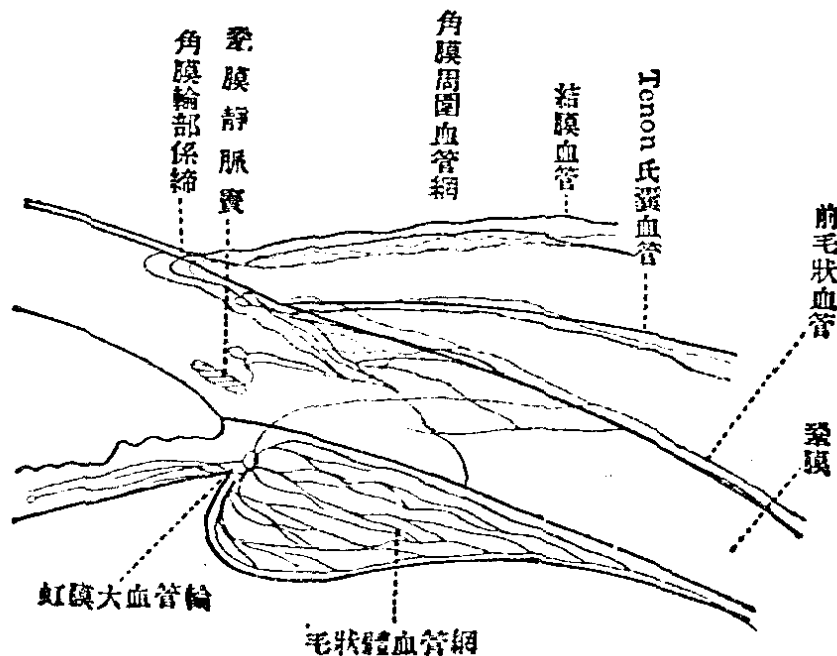 角膜輪部係締
鞏膜靜脈竇
角膜周圍血管網
結膜血管
Tenon氏囊血管
前毛狀血管
鞏膜
虹膜大血管輪
毛狀體血管網